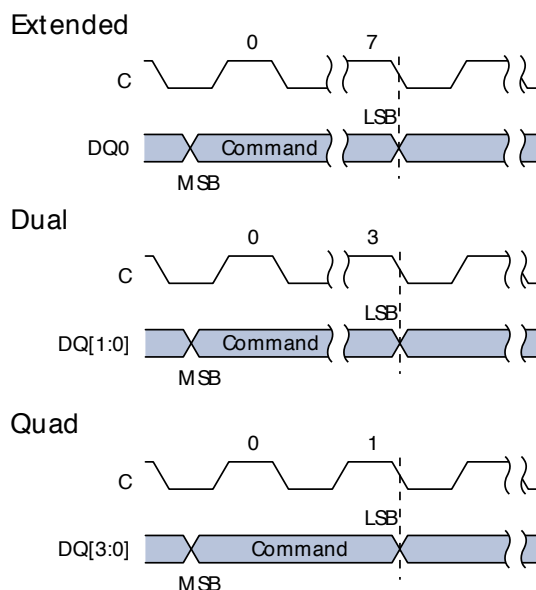 Extended
0 7
C
LSB
DQ0 Command
MSB
Dual
0 3
C
LSB
DQ[1:0] Command
MSB
Quad
0 1
C
LSB
DQ[3:0] Command
MSB